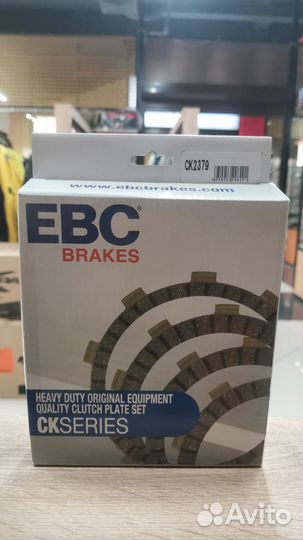 CK2379
www.ebcbrakes.com
EBC
BRAKES
HEAVY DUTY ORIGINAL EQUIPMENT
QUALITY CLUTCH PLATE SET
CKSERIES
Avito